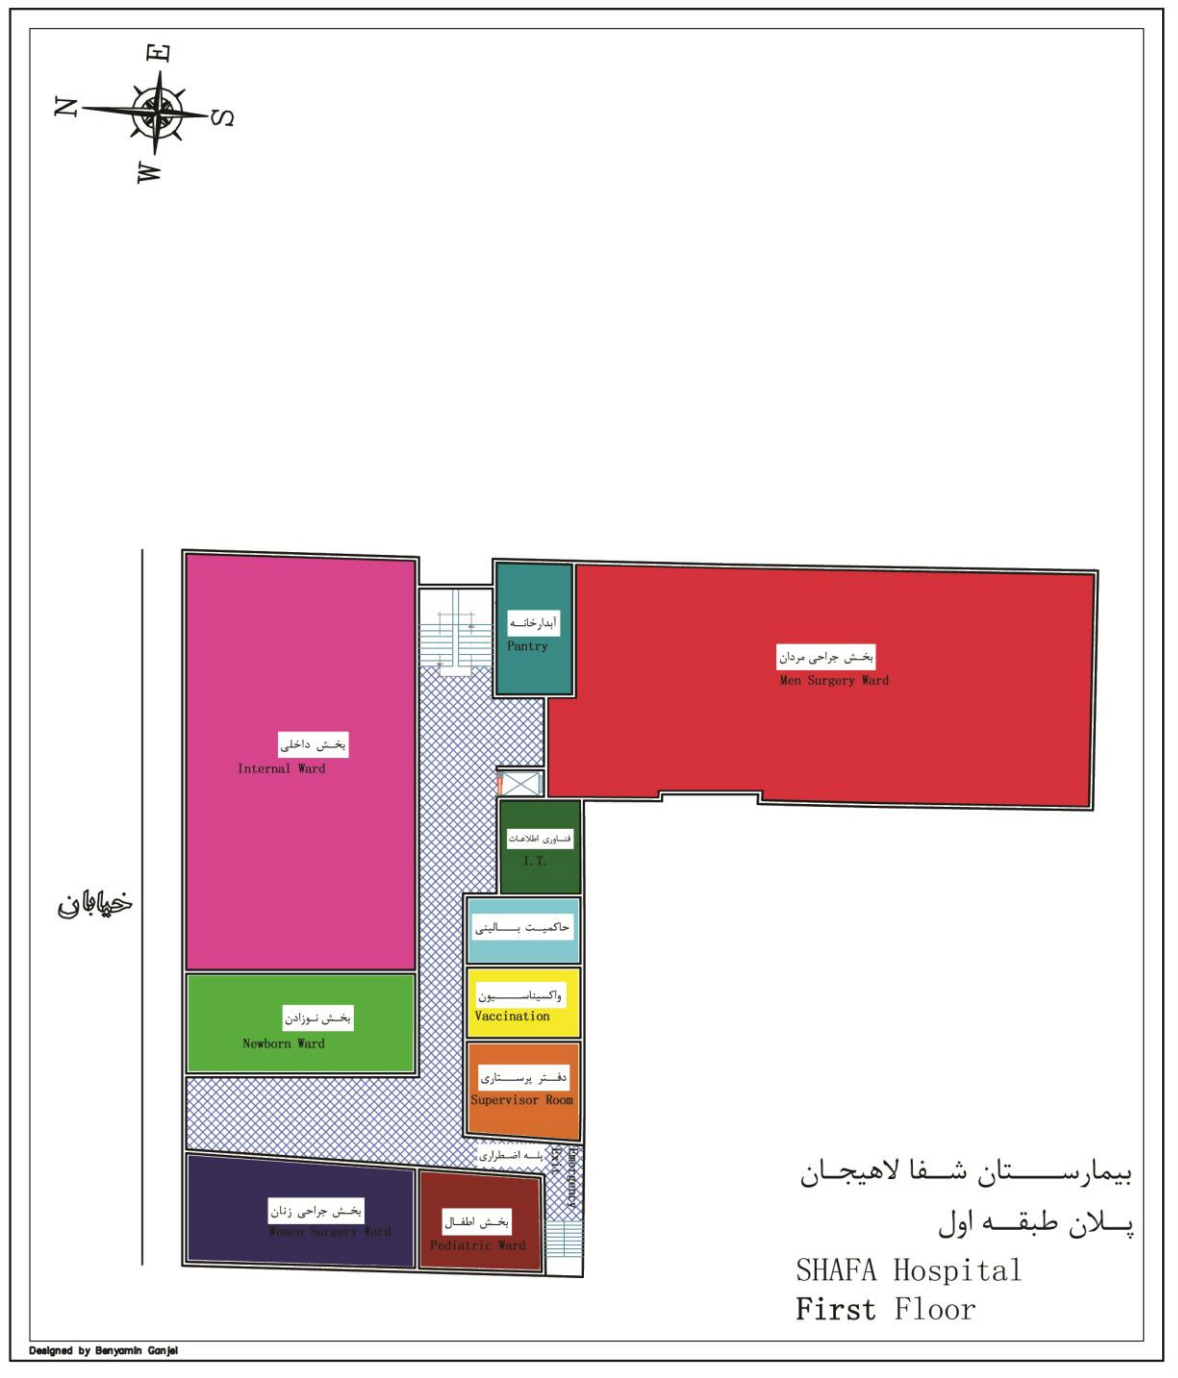 E
N
S
W
آبدارخانه
Pantry
بخش جراحی مردان
Men Surgery Ward
بخش داخلی
Internal Ward
فناوری اطلاعات
I.T.
خیابان
حاکمیت بالینی
واکسیناسیون
Vaccination
بخش نوزادن
Newborn Ward
دفتر پرستاری
Supervisor Room
پله اضطراری
Emergency
Exit
بخش جراحی زنان
Women Surgery Ward
بخش اطفال
Pediatric Ward
بیمارستان شفا لاهیجان
پلان طبقه اول
SHAFA Hospital
First Floor
Designed by Benyamin Ganjei